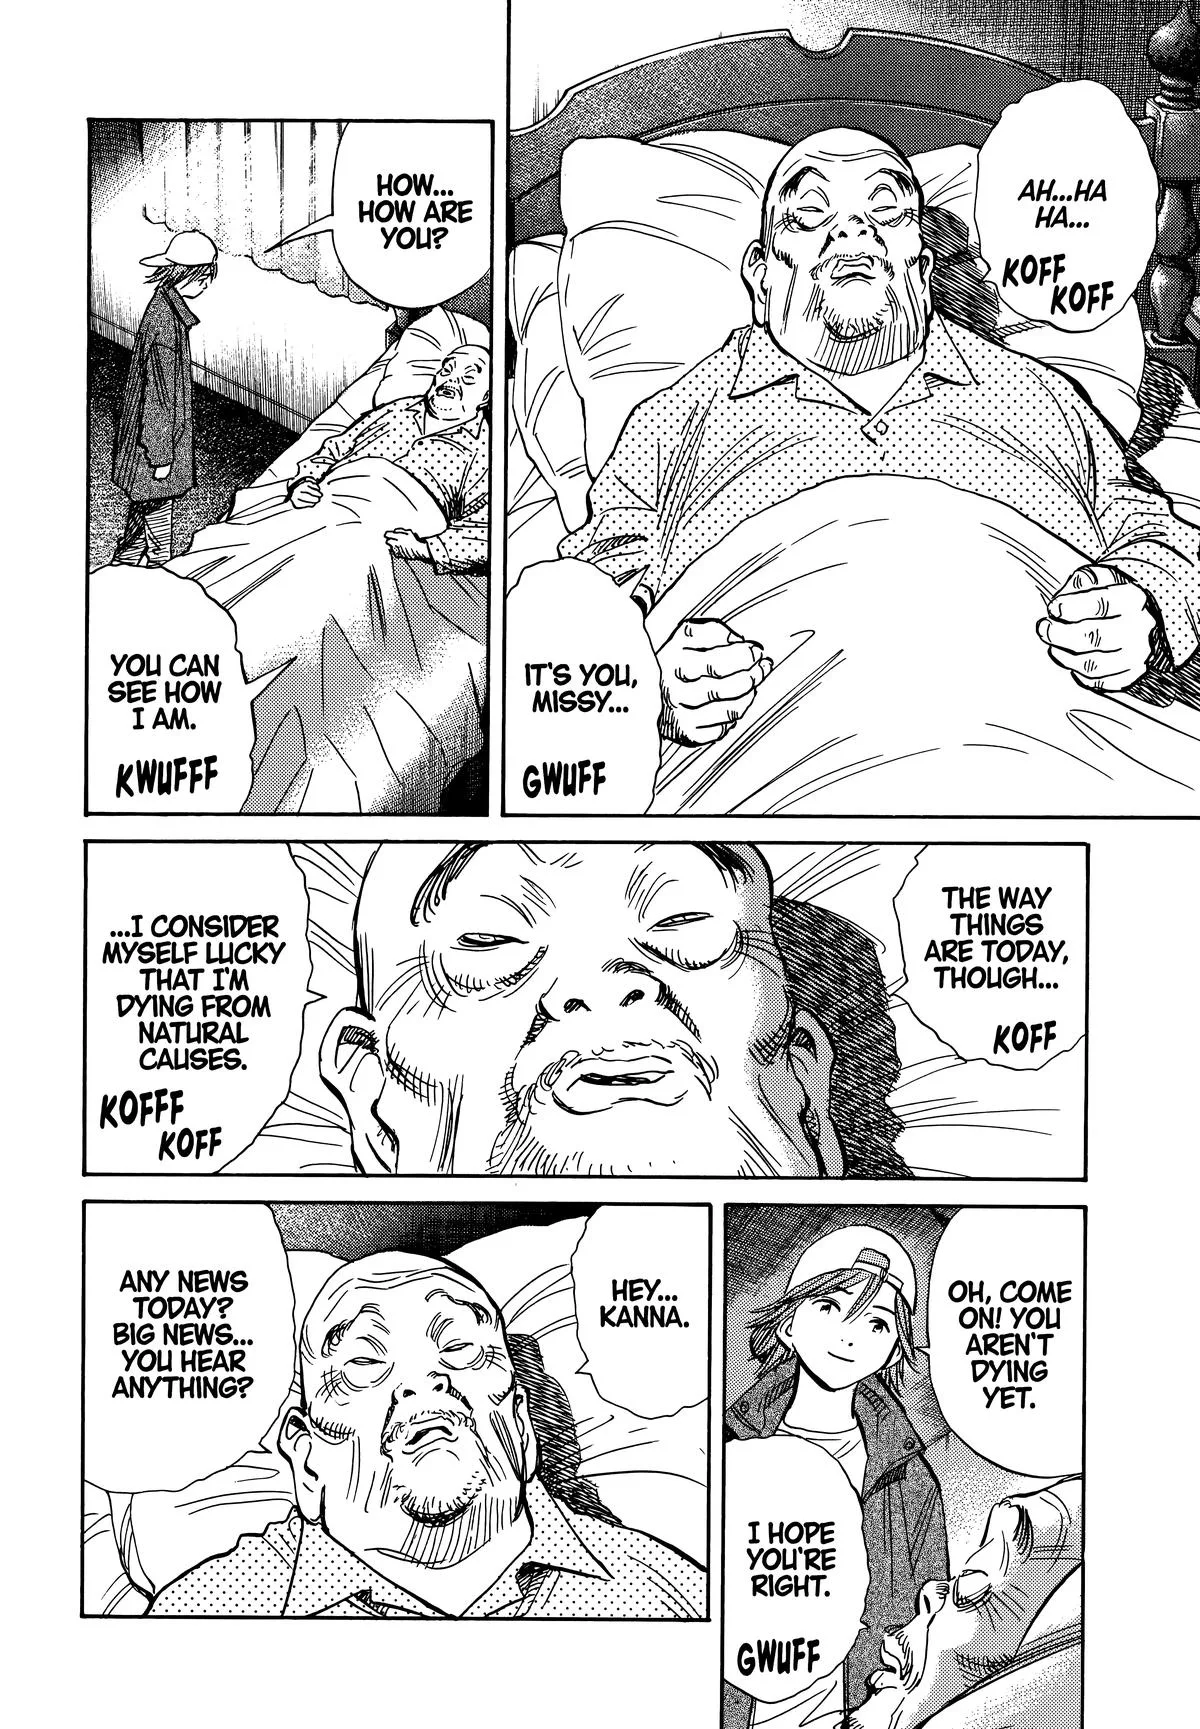 AH...HA
HA...
KOFF
KOFF
IT'S YOU,
MISSY...
GWUFF
HOW...
HOW ARE
YOU?
YOU CAN
SEE HOW
I AM.
KWUFFF
THE WAY
THINGS
ARE TODAY,
THOUGH...
KOFF
...I CONSIDER
MYSELF LUCKY
THAT I'M
DYING FROM
NATURAL
CAUSES.
KOFFF
KOFF
OH, COME
ON! YOU
AREN'T
DYING
YET.
I HOPE
YOU'RE
RIGHT.
GWUFF
HEY...
KANNA.
ANY NEWS
TODAY?
BIG NEWS...
YOU HEAR
ANYTHING?